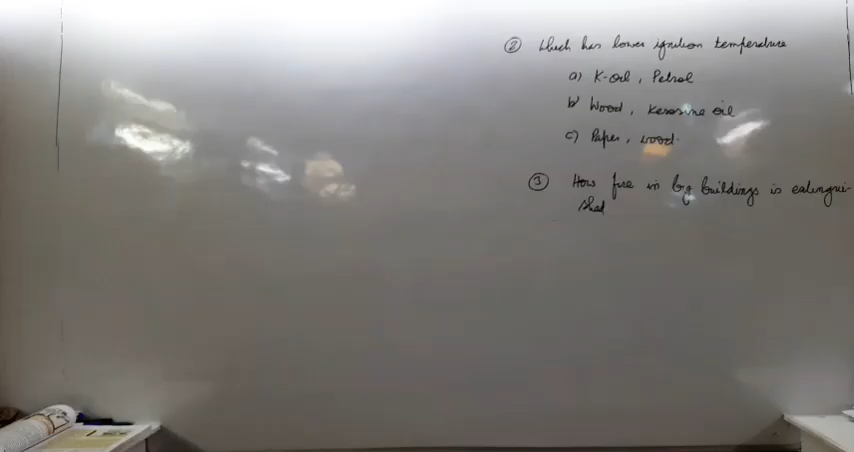 ② Which has lower ignition temperature
a) K-oil, Petrol
b) Wood, Kerosine oil
c) Paper, wood.
③ How fire in big buildings is extingui-
shed